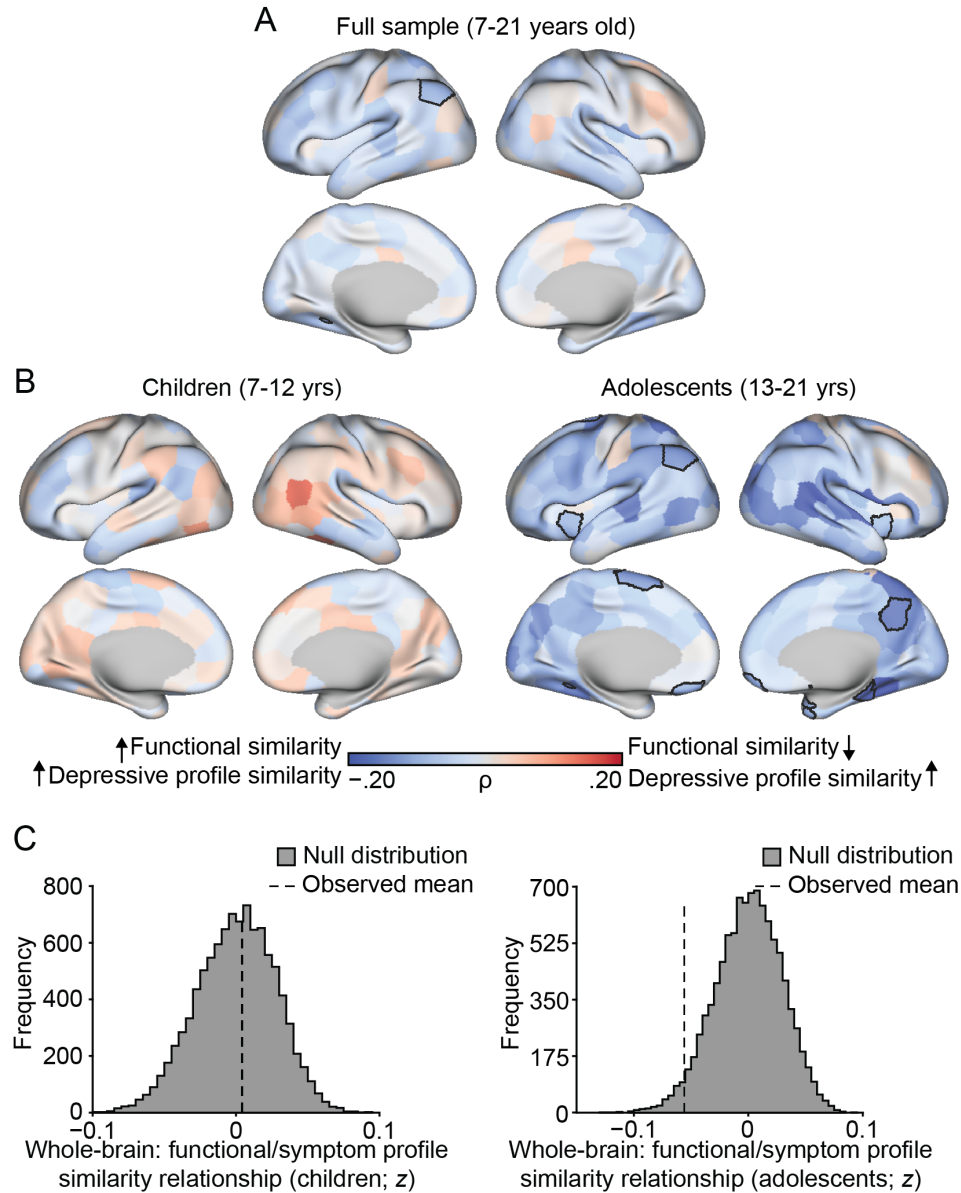 A
Full sample (7-21 years old)
B
Children (7-12 yrs)
Adolescents (13-21 yrs)
↑Functional similarity
↑Depressive profile similarity
−.20 ρ .20
Functional similarity↓
Depressive profile similarity↑
C
Null distribution
Observed mean
800
600
400
200
0
Frequency
−0.1 0 0.1
Whole-brain: functional/symptom profile
similarity relationship (children; z)
Null distribution
Observed mean
700
525
350
175
0
Frequency
−0.1 0 0.1
Whole-brain: functional/symptom profile
similarity relationship (adolescents; z)